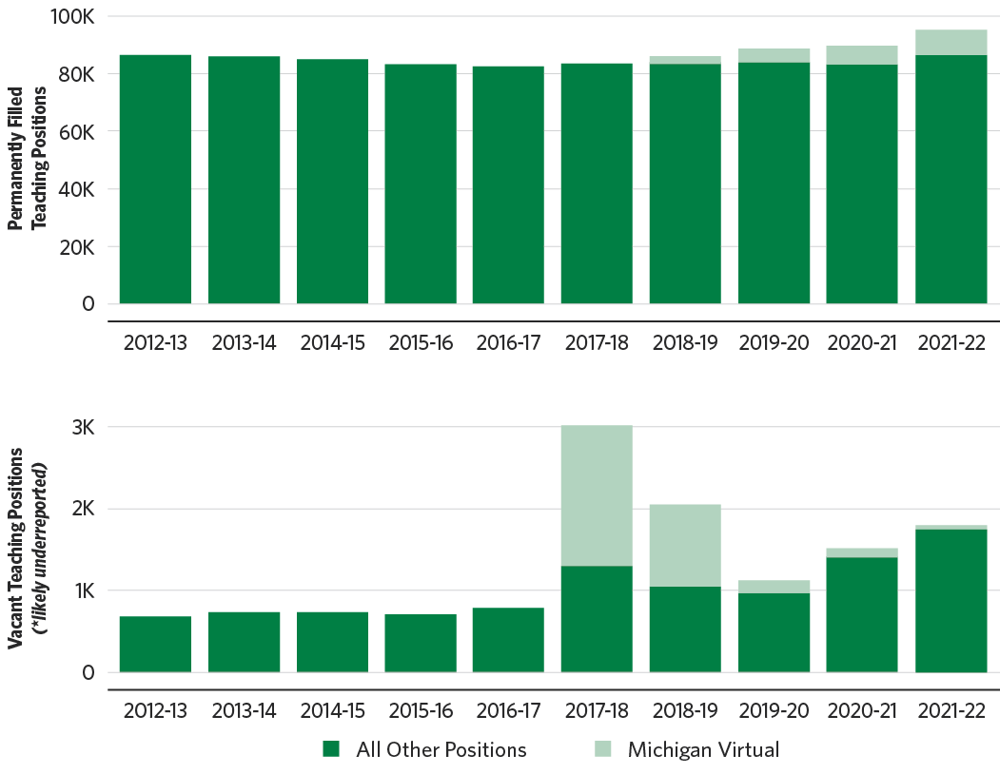 Permanently Filled
Teaching Positions
100K
80K
60K
40K
20K
0
2012-13 2013-14 2014-15 2015-16 2016-17 2017-18 2018-19 2019-20 2020-21 2021-22
Vacant Teaching Positions
(*likely underreported)
3K
2K
1K
0
2012-13 2013-14 2014-15 2015-16 2016-17 2017-18 2018-19 2019-20 2020-21 2021-22
All Other Positions Michigan Virtual